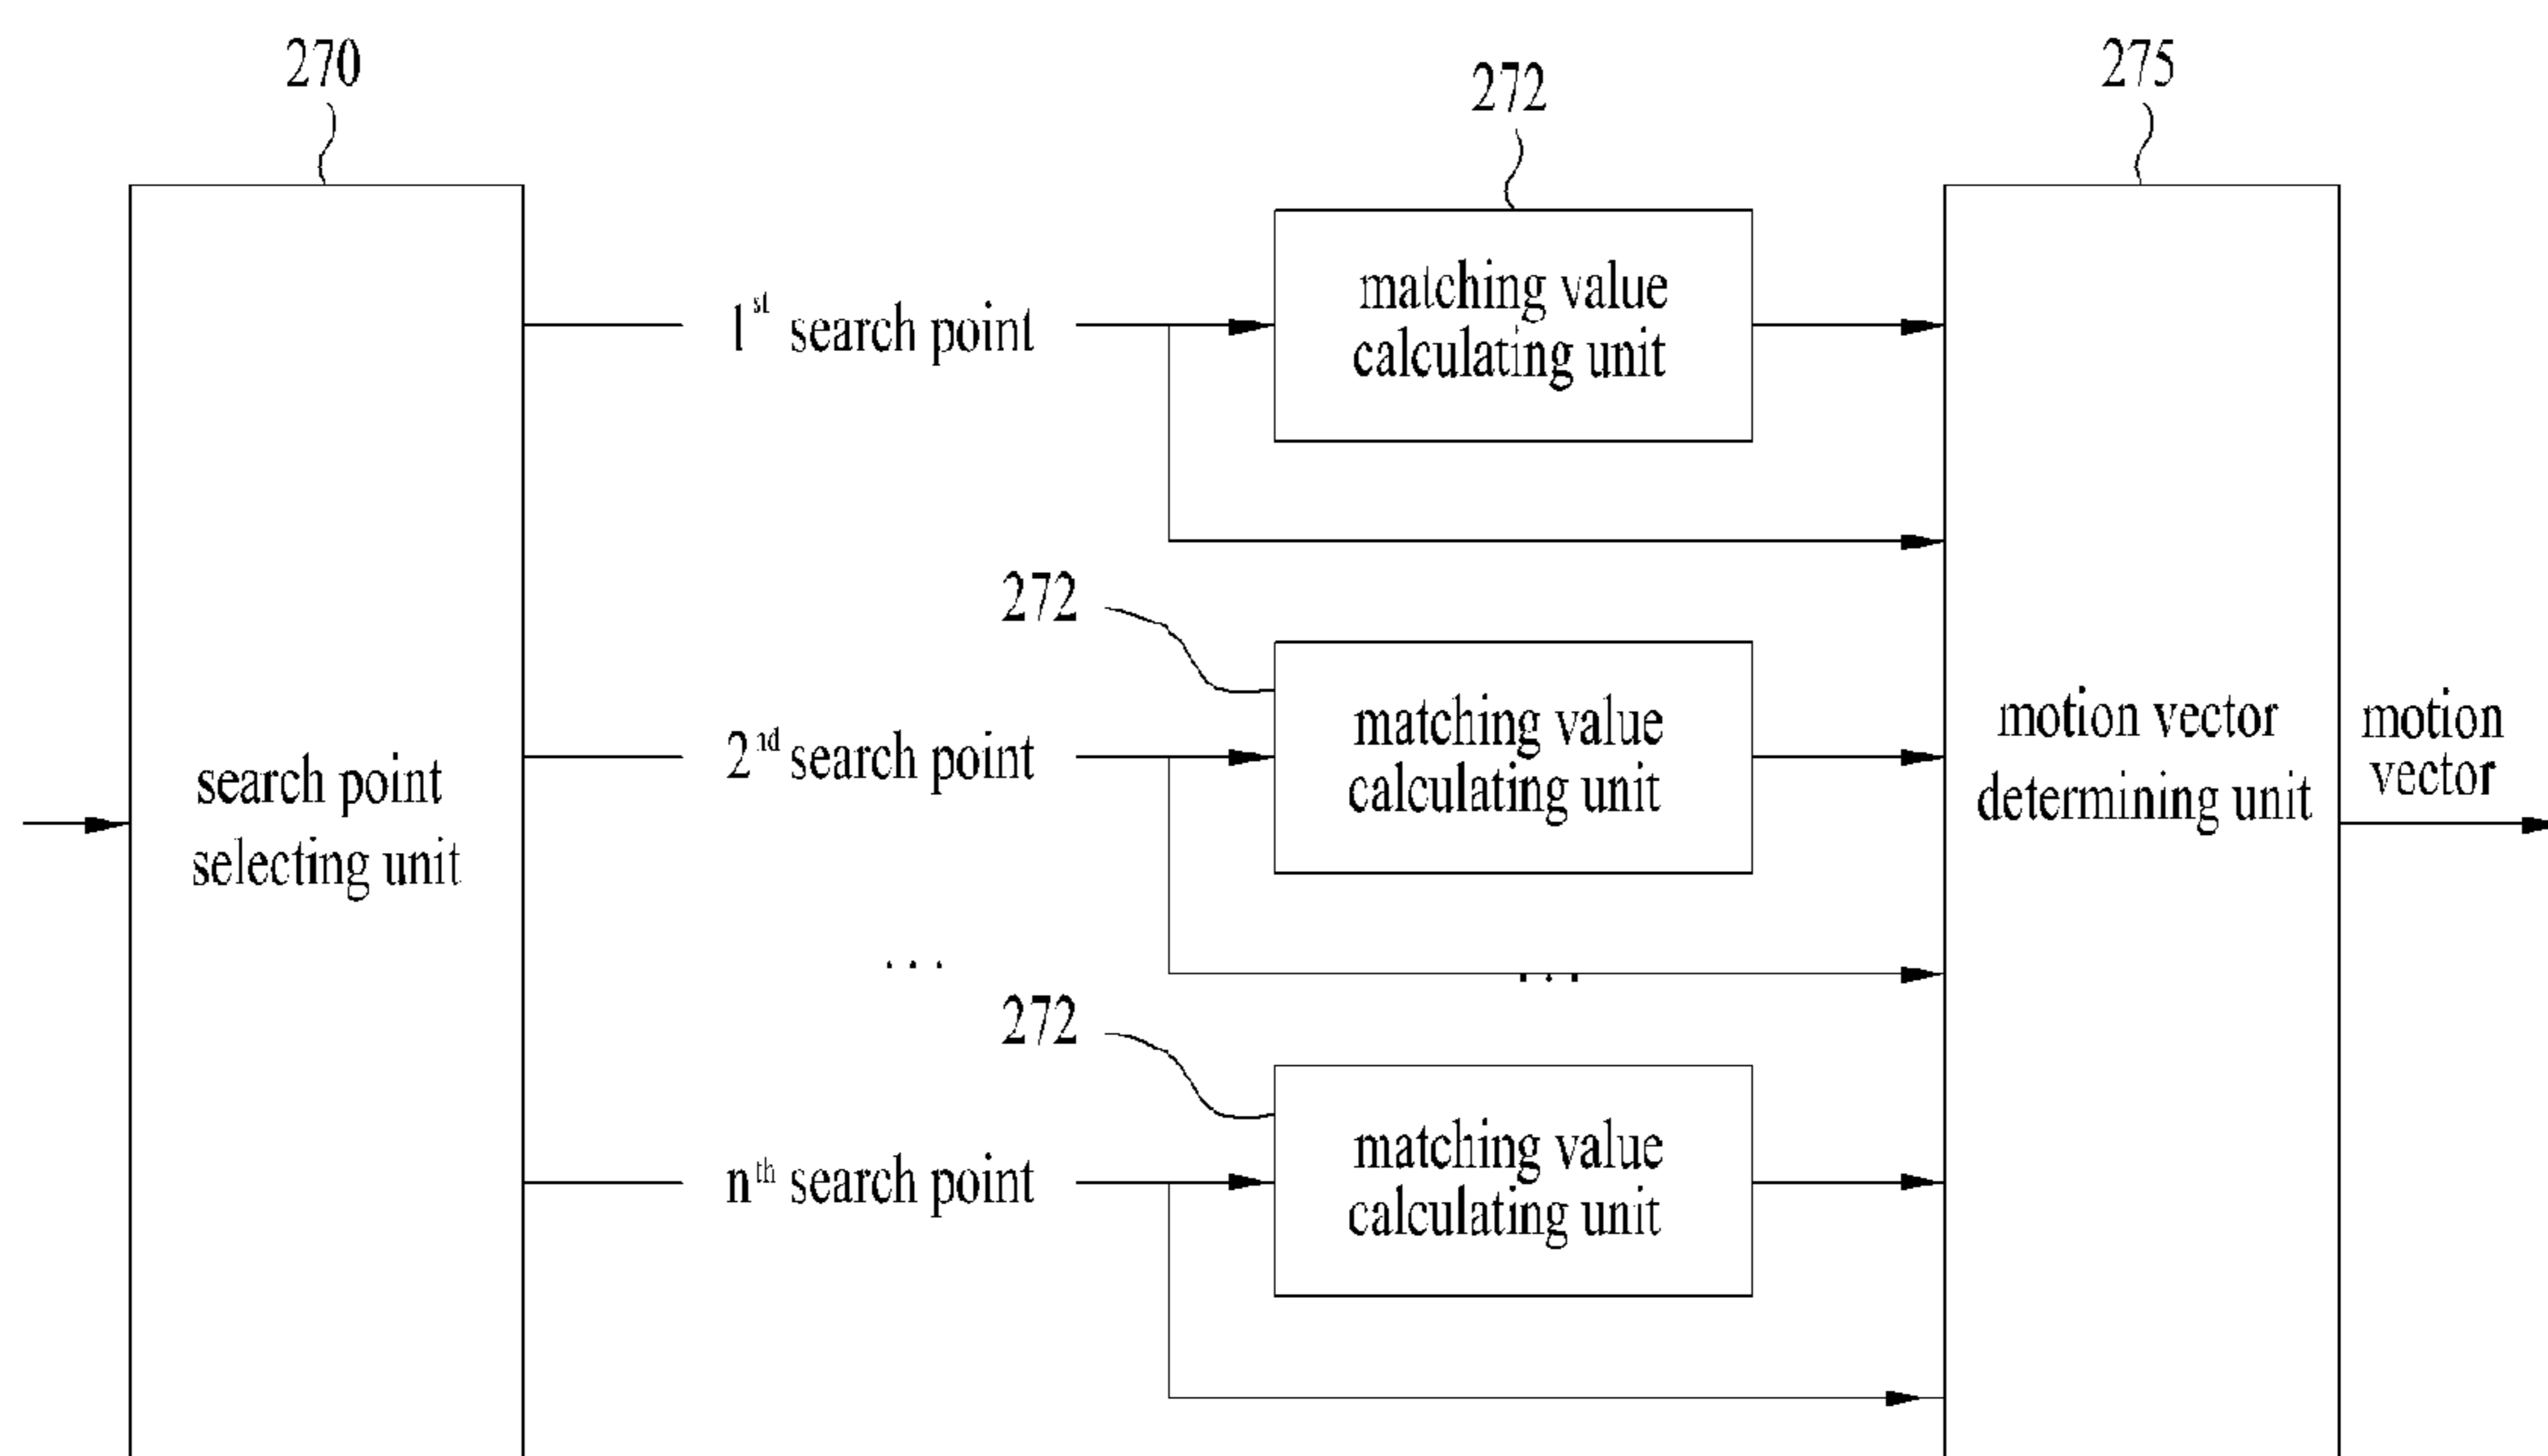 270
272
275
1st search point
matching value
calculating unit
272
2nd search point
matching value
calculating unit
search point
selecting unit
motion vector
determining unit
motion
vector
...
...
272
nth search point
matching value
calculating unit